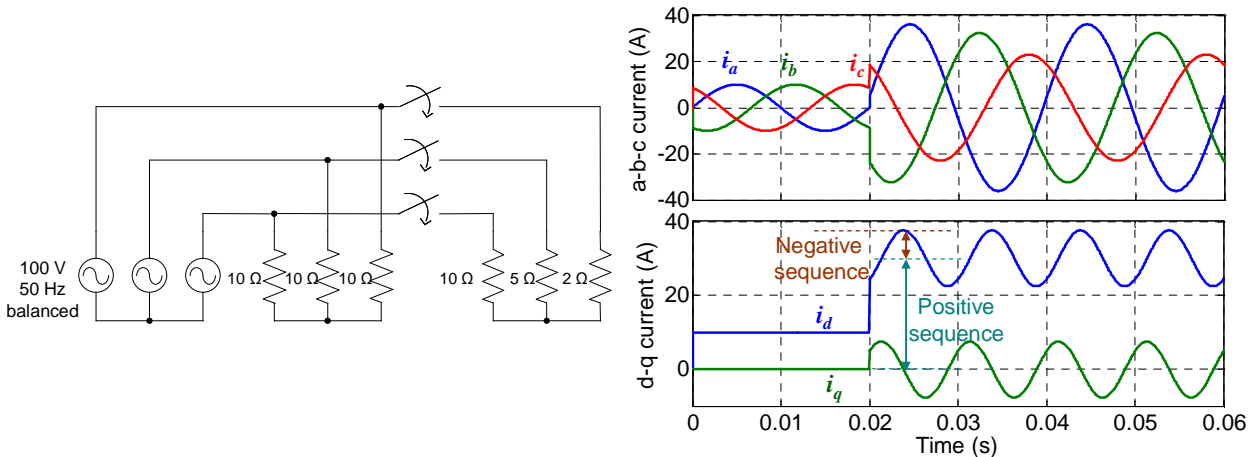 100 V
50 Hz
balanced
10 Ω
10 Ω
10 Ω
10 Ω
5 Ω
2 Ω
a-b-c current (A)
40
20
0
-20
-40
i_a
i_b
i_c
d-q current (A)
40
20
0
Negative
sequence
Positive
sequence
i_d
i_q
0
0.01
0.02
0.03
0.04
0.05
0.06
Time (s)